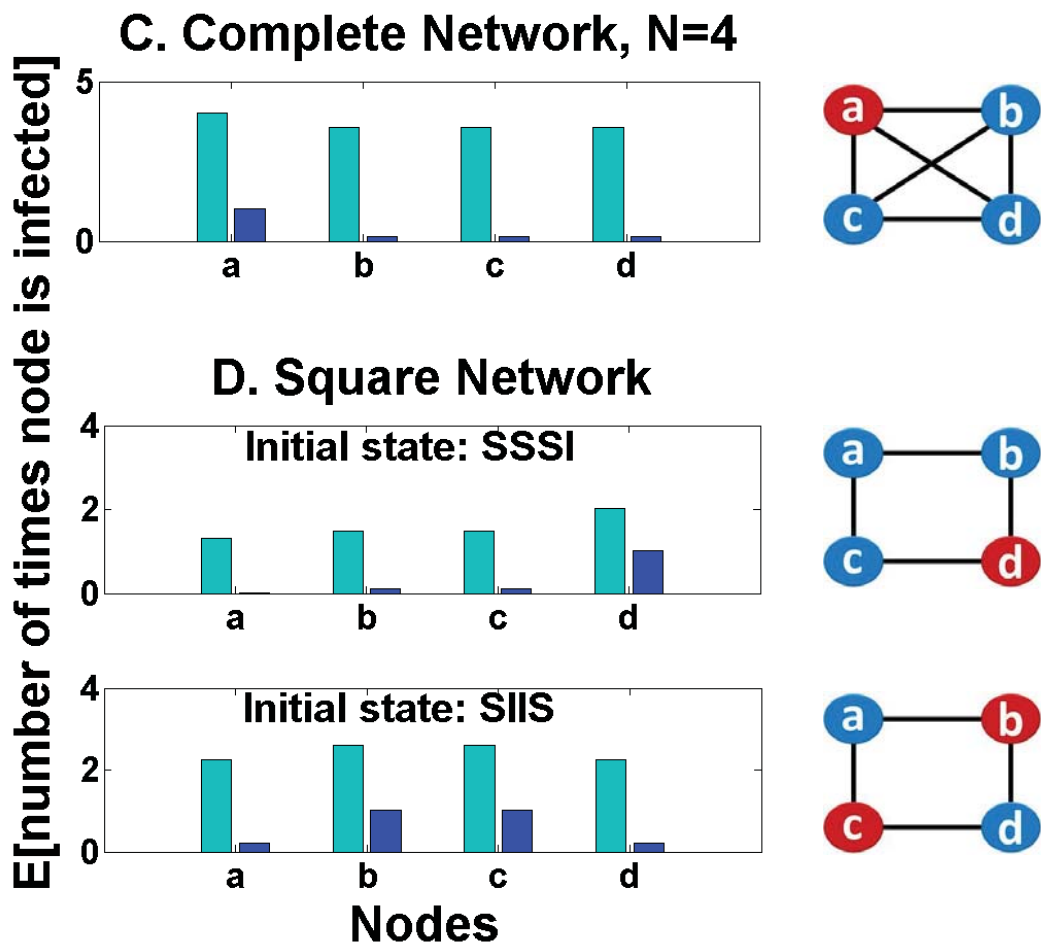 C. Complete Network, N=4
E[number of times node is infected]
5
0
a b c d
a b
c d
D. Square Network
Initial state: SSSI
4
2
0
a b c d
a b
c d
Initial state: SIIS
4
2
0
a b c d
a b
c d
Nodes